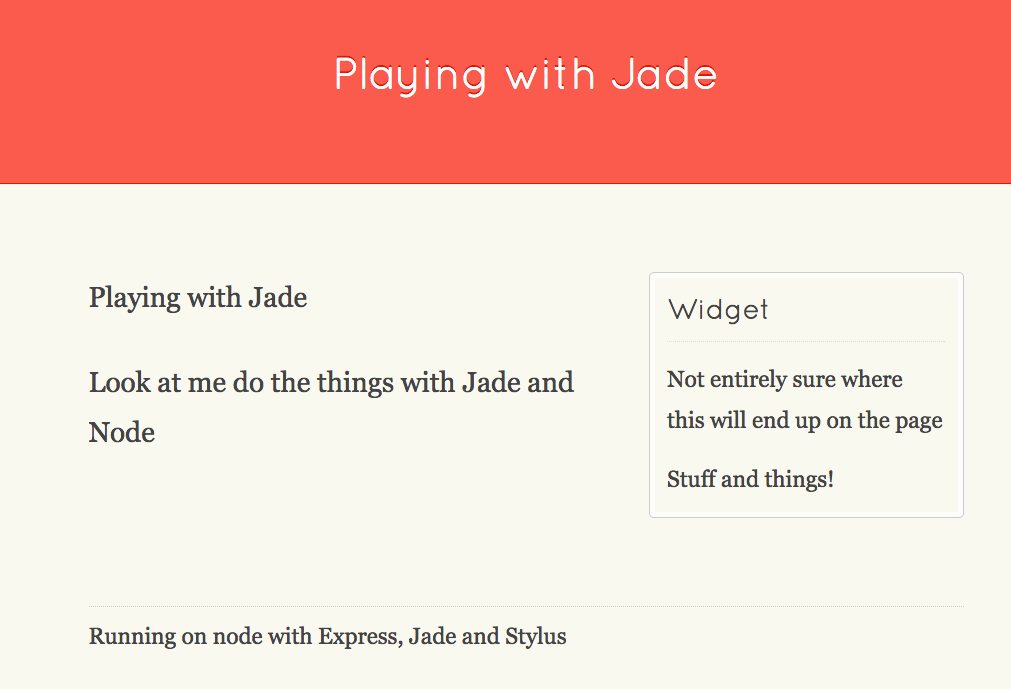 Playing with Jade
Playing with Jade
Look at me do the things with Jade and
Node
Widget
Not entirely sure where
this will end up on the page
Stuff and things!
Running on node with Express, Jade and Stylus